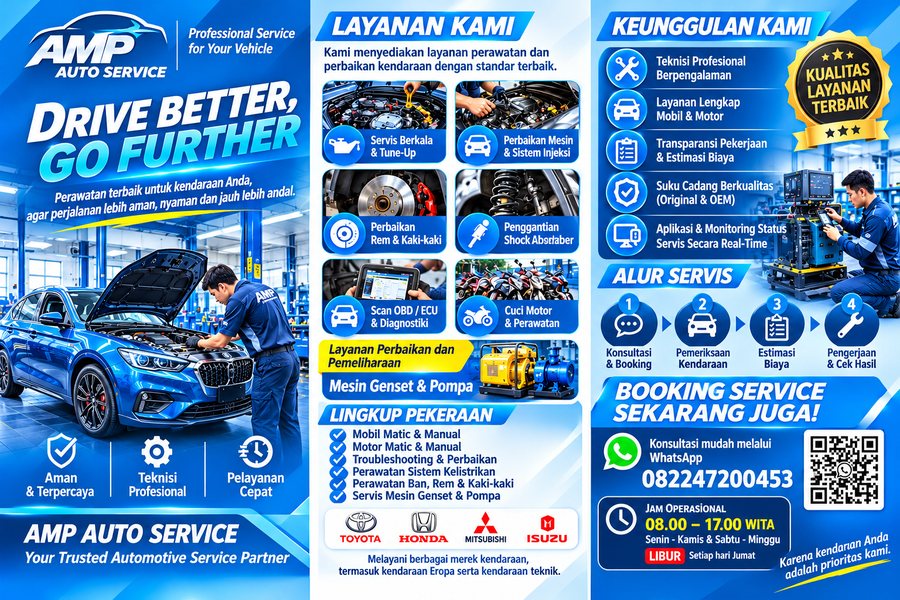 AMP
AUTO SERVICE
Professional Service
for Your Vehicle
DRIVE BETTER,
GO FURTHER
Perawatan terbaik untuk kendaraan Anda,
agar perjalanan lebih aman, nyaman dan jauh lebih andal.
AMP
Aman
& Terpercaya
Teknisi
Profesional
Pelayanan
Cepat
AMP AUTO SERVICE
Your Trusted Automotive Service Partner
LAYANAN KAMI
Kami menyediakan layanan perawatan dan
perbaikan kendaraan dengan standar terbaik.
Servis Berkala
& Tune-Up
Perbaikan Mesin
& Sistem Injeksi
Perbaikan
Rem & Kaki-kaki
Penggantian
Shock Absorber
Scan OBD / ECU
& Diagnostiki
Cuci Motor
& Perawatan
Layanan Perbaikan dan
Pemeliharaan
Mesin Genset & Pompa
LINGKUP PEKERAAN
Mobil Matic & Manual
Motor Matic & Manual
Troubleshooting & Perbaikan
Perawatan Sistem Kelistrikan
Perawatan Ban, Rem & Kaki-kaki
Servis Mesin Genset & Pompa
TOYOTA
HONDA
MITSUBISHI
ISUZU
Melayani berbagai merek kendaraan,
termasuk kendaraan Eropa serta kendaraan teknik.
KEUNGGULAN KAMI
Teknisi Profesional
Berpengalaman
Layanan Lengkap
Mobil & Motor
Transparansi Pekerjaan
& Estimasi Biaya
Suku Cadang Berkualitas
(Original & OEM)
Aplikasi & Monitoring Status
Servis Secara Real-Time
KUALITAS
LAYANAN
TERBAIK
ALUR SERVIS
1
Konsultasi
& Booking
2
Pemeriksaan
Kendaraan
3
Estimasi
Biaya
4
Pengerjaan
& Cek Hasil
BOOKING SERVICE
SEKARANG JUGA!
Konsultasi mudah melalui
WhatsApp
082247200453
JAM OPERASIONAL
08.00 – 17.00 WITA
Senin - Kamis & Sabtu - Minggu
LIBUR Setiap hari Jumat
Karena kendanan Anda
adalah prioritas kami.